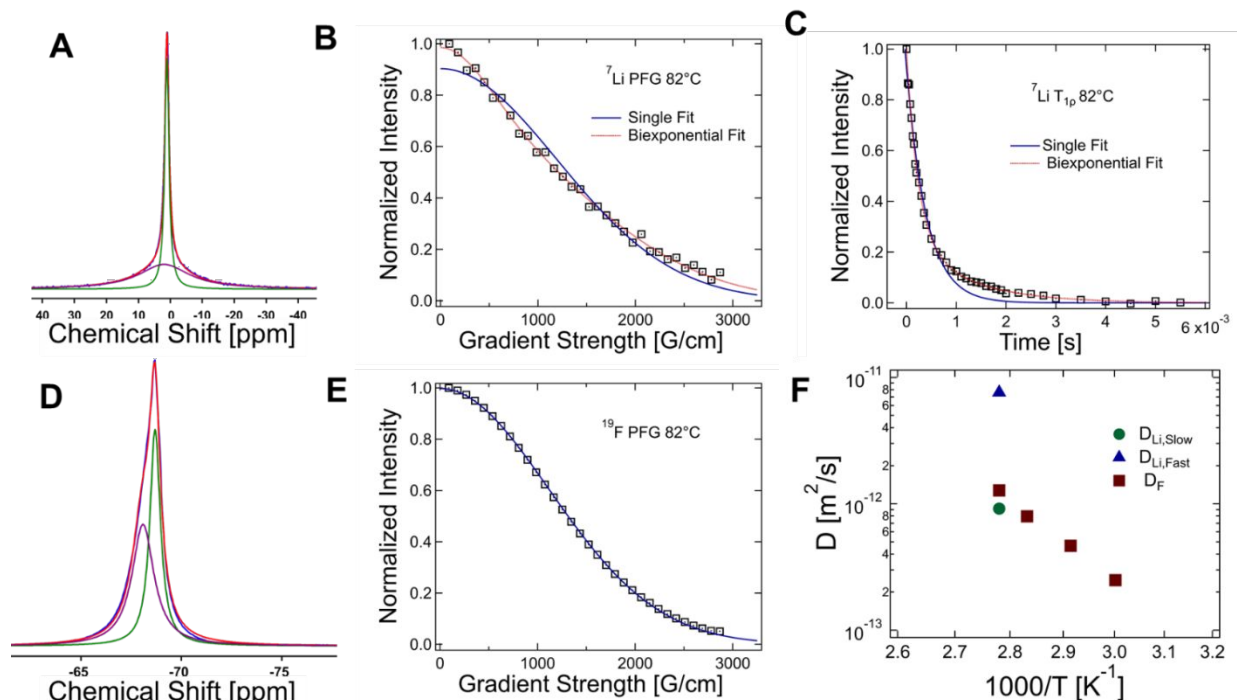 A
40 30 20 10 0 -10 -20 -30 -40
Chemical Shift [ppm]
B
Normalized Intensity
1.0
0.8
0.6
0.4
0.2
0.0
⁷Li PFG 82°C
Single Fit
Biexponential Fit
0 1000 2000 3000
Gradient Strength [G/cm]
C
Normalized Intensity
1.0
0.8
0.6
0.4
0.2
0.0
⁷Li T₁ρ 82°C
Single Fit
Biexponential Fit
0 1 2 3 4 5 6 x10⁻³
Time [s]
D
-65 -70 -75
Chemical Shift [ppm]
E
Normalized Intensity
1.0
0.8
0.6
0.4
0.2
0.0
¹⁹F PFG 82°C
0 1000 2000 3000
Gradient Strength [G/cm]
F
D [m²/s]
10⁻¹¹
8
6
4
2
10⁻¹²
8
6
4
2
10⁻¹³
D Li,Slow
D Li,Fast
D F
2.6 2.7 2.8 2.9 3.0 3.1 3.2
1000/T [K⁻¹]